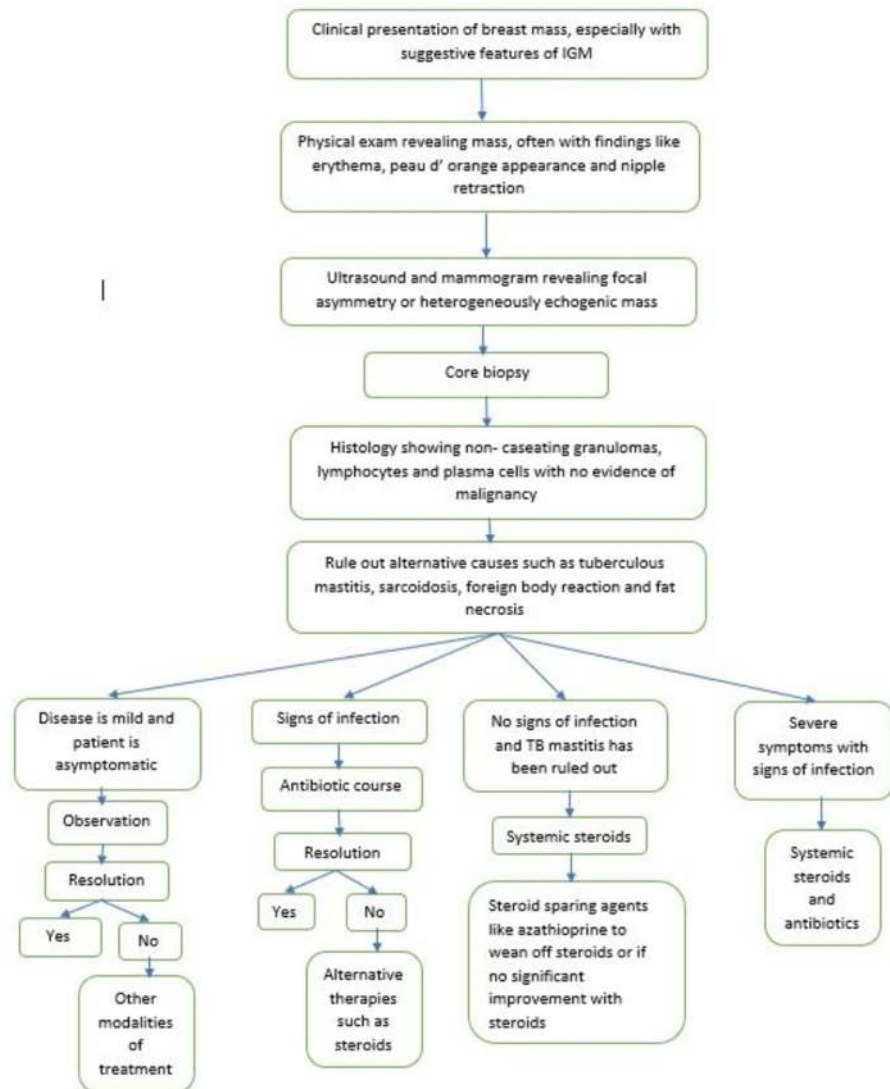 Clinical presentation of breast mass, especially with
suggestive features of IGM
Physical exam revealing mass, often with findings like
erythema, peau d' orange appearance and nipple
retraction
Ultrasound and mammogram revealing focal
asymmetry or heterogeneously echogenic mass
Core biopsy
Histology showing non- caseating granulomas,
lymphocytes and plasma cells with no evidence of
malignancy
Rule out alternative causes such as tuberculous
mastitis, sarcoidosis, foreign body reaction and fat
necrosis
Disease is mild and
patient is
asymptomatic
Observation
Resolution
Yes
No
Other
modalities
of
treatment
Signs of infection
Antibiotic course
Resolution
Yes
No
Alternative
therapies
such as
steroids
No signs of infection
and TB mastitis has
been ruled out
Systemic steroids
Steroid sparing agents
like azathioprine to
wean off steroids or if
no significant
improvement with
steroids
Severe
symptoms with
signs of infection
Systemic
steroids
and
antibiotics